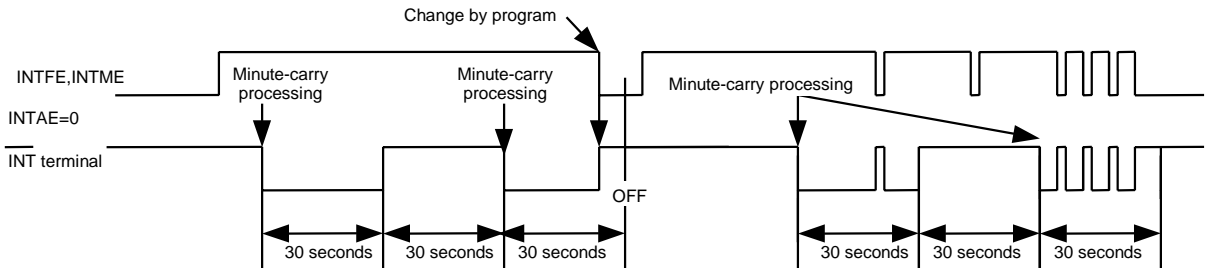 Change by program
INTFE,INTME
Minute-carry
processing
Minute-carry
processing
Minute-carry processing
INTAE=0
INT terminal
OFF
30 seconds
30 seconds
30 seconds
30 seconds
30 seconds
30 seconds